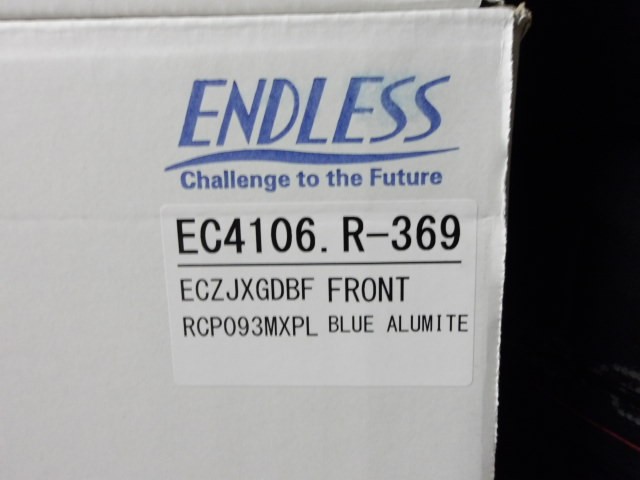 ENDLESS
Challenge to the Future
EC4106. R-369
ECZJXGDBF FRONT
RCP093MXPL BLUE ALUMITE